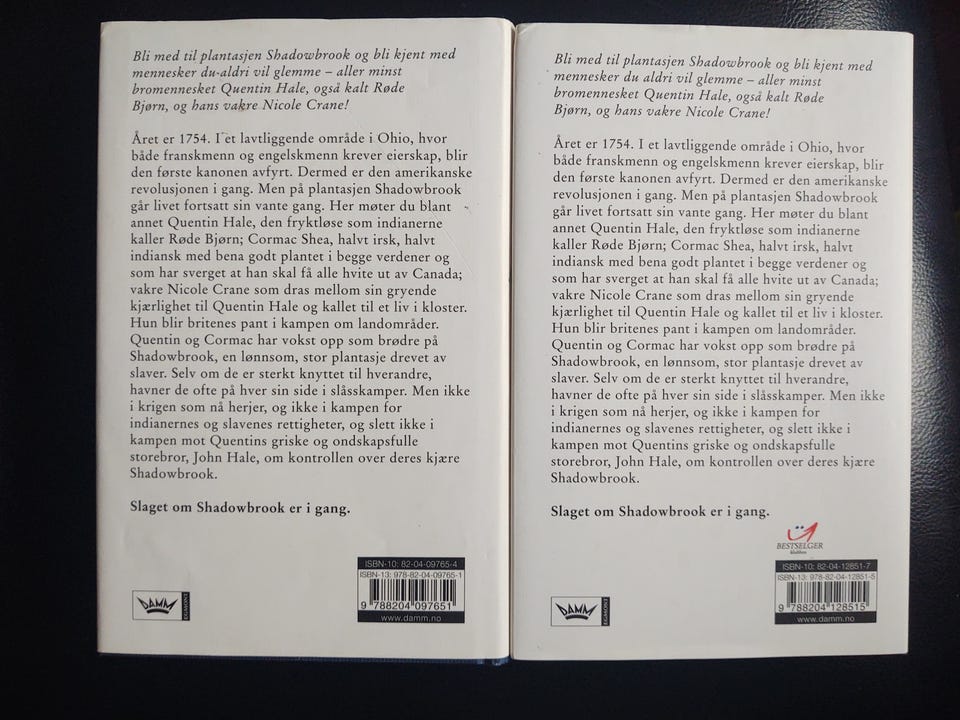 Bli med til plantasjen Shadowbrook og bli kjent med
mennesker du aldri vil glemme – aller minst
bromennesket Quentin Hale, også kalt Røde
Bjørn, og hans vakre Nicole Crane!
Året er 1754. I et lavtliggende område i Ohio, hvor
både franskmenn og engelskmenn krever eierskap, blir
den første kanonen avfyrt. Dermed er den amerikanske
revolusjonen i gang. Men på plantasjen Shadowbrook
går livet fortsatt sin vante gang. Her møter du blant
annet Quentin Hale, den fryktløse som indianerne
kaller Røde Bjørn; Cormac Shea, halvt irsk, halvt
indiansk med bena godt plantet i begge verdener og
som har sverget at han skal få alle hvite ut av Canada;
vakre Nicole Crane som dras mellom sin gryende
kjærlighet til Quentin Hale og kallet til et liv i kloster.
Hun blir britenes pant i kampen om landområder.
Quentin og Cormac har vokst opp som brødre på
Shadowbrook, en lønnsom, stor plantasje drevet av
slaver. Selv om de er sterkt knyttet til hverandre,
havner de ofte på hver sin side i slåsskamper. Men ikke
i krigen som nå herjer, og ikke i kampen for
indianernes og slavenes rettigheter, og slett ikke i
kampen mot Quentins griske og ondskapsfulle
storebror, John Hale, om kontrollen over deres kjære
Shadowbrook.
Slaget om Shadowbrook er i gang.
DAMM
EGMONT
ISBN-10: 82-04-09765-4
ISBN-13: 978-82-04-09765-1
9 788204 097651
www.damm.no
Bli med til plantasjen Shadowbrook og bli kjent med
mennesker du aldri vil glemme – aller minst
bromennesket Quentin Hale, også kalt Røde
Bjørn, og hans vakre Nicole Crane!
Året er 1754. I et lavtliggende område i Ohio, hvor
både franskmenn og engelskmenn krever eierskap, blir
den første kanonen avfyrt. Dermed er den amerikanske
revolusjonen i gang. Men på plantasjen Shadowbrook
går livet fortsatt sin vante gang. Her møter du blant
annet Quentin Hale, den fryktløse som indianerne
kaller Røde Bjørn; Cormac Shea, halvt irsk, halvt
indiansk med bena godt plantet i begge verdener og
som har sverget at han skal få alle hvite ut av Canada;
vakre Nicole Crane som dras mellom sin gryende
kjærlighet til Quentin Hale og kallet til et liv i kloster.
Hun blir britenes pant i kampen om landområder.
Quentin og Cormac har vokst opp som brødre på
Shadowbrook, en lønnsom, stor plantasje drevet av
slaver. Selv om de er sterkt knyttet til hverandre,
havner de ofte på hver sin side i slåsskamper. Men ikke
i krigen som nå herjer, og ikke i kampen for
indianernes og slavenes rettigheter, og slett ikke i
kampen mot Quentins griske og ondskapsfulle
storebror, John Hale, om kontrollen over deres kjære
Shadowbrook.
Slaget om Shadowbrook er i gang.
BESTSELGER
klubben
DAMM
EGMONT
ISBN-10: 82-04-12851-7
ISBN-13: 978-82-04-12851-5
9 788204 128515
www.damm.no